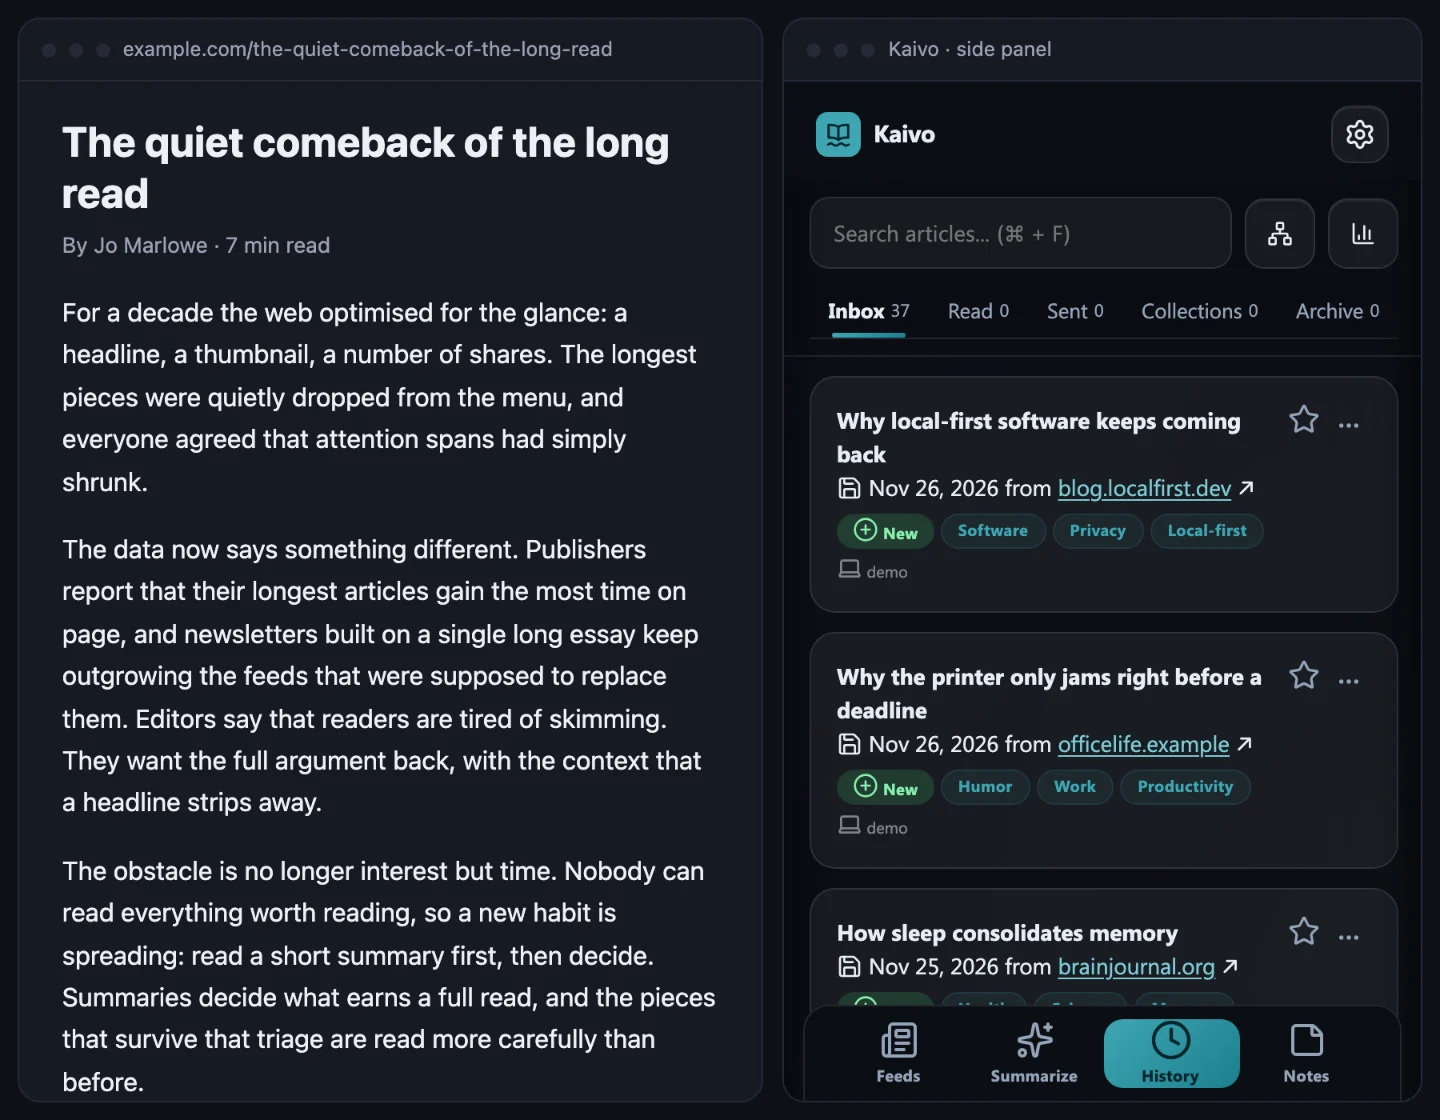 example.com/the-quiet-comeback-of-the-long-read
The quiet comeback of the long
read
By Jo Marlowe · 7 min read
For a decade the web optimised for the glance: a
headline, a thumbnail, a number of shares. The longest
pieces were quietly dropped from the menu, and
everyone agreed that attention spans had simply
shrunk.
The data now says something different. Publishers
report that their longest articles gain the most time on
page, and newsletters built on a single long essay keep
outgrowing the feeds that were supposed to replace
them. Editors say that readers are tired of skimming.
They want the full argument back, with the context that
a headline strips away.
The obstacle is no longer interest but time. Nobody can
read everything worth reading, so a new habit is
spreading: read a short summary first, then decide.
Summaries decide what earns a full read, and the pieces
that survive that triage are read more carefully than
before.
Kaivo · side panel
Kaivo
Search articles... (⌘ + F)
Inbox 37 Read 0 Sent 0 Collections 0 Archive 0
Why local-first software keeps coming
back
Nov 26, 2026 from blog.localfirst.dev ↗
New Software Privacy Local-first
demo
Why the printer only jams right before a
deadline
Nov 26, 2026 from officelife.example ↗
New Humor Work Productivity
demo
How sleep consolidates memory
Nov 25, 2026 from brainjournal.org ↗
Feeds Summarize History Notes